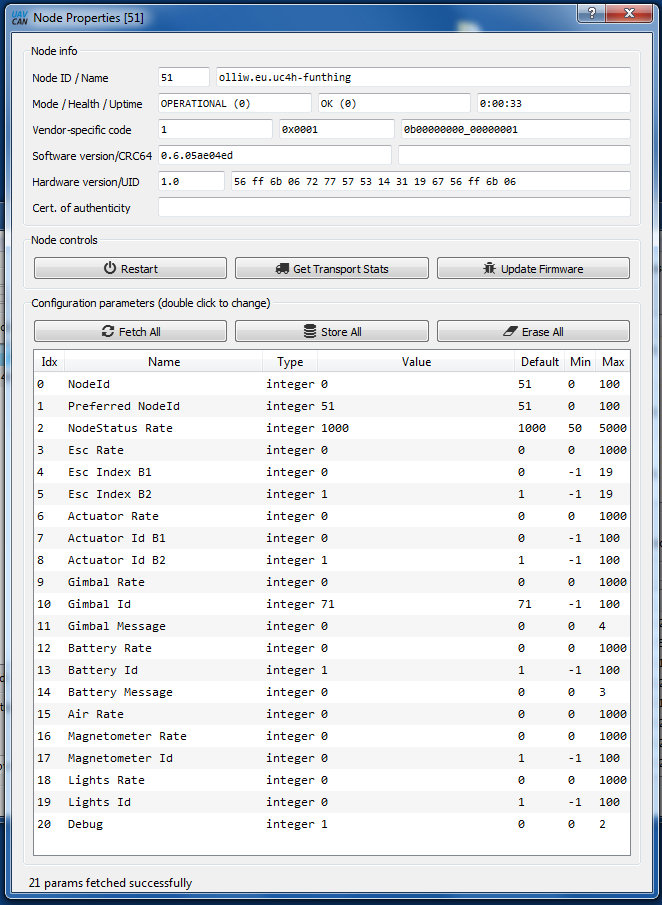 UAV CAN Node Properties [51] ? X
Node info
Node ID / Name 51 olliw.eu.uc4h-funthing
Mode / Health / Uptime OPERATIONAL (0) OK (0) 0:00:33
Vendor-specific code 1 0x0001 0b00000000_00000001
Software version/CRC64 0.6.05ae04ed
Hardware version/UID 1.0 56 ff 6b 06 72 77 57 53 14 31 19 67 56 ff 6b 06
Cert. of authenticity
Node controls
Restart Get Transport Stats Update Firmware
Configuration parameters (double click to change)
Fetch All Store All Erase All
Idx Name Type Value Default Min Max
0 NodeId integer 0 51 0 100
1 Preferred NodeId integer 51 51 0 100
2 NodeStatus Rate integer 1000 1000 50 5000
3 Esc Rate integer 0 0 0 1000
4 Esc Index B1 integer 0 0 -1 19
5 Esc Index B2 integer 1 1 -1 19
6 Actuator Rate integer 0 0 0 1000
7 Actuator Id B1 integer 0 0 -1 100
8 Actuator Id B2 integer 1 1 -1 100
9 Gimbal Rate integer 0 0 0 1000
10 Gimbal Id integer 71 71 -1 100
11 Gimbal Message integer 0 0 0 4
12 Battery Rate integer 0 0 0 1000
13 Battery Id integer 1 1 -1 100
14 Battery Message integer 0 0 0 3
15 Air Rate integer 0 0 0 1000
16 Magnetometer Rate integer 0 0 0 1000
17 Magnetometer Id integer 0 1 -1 100
18 Lights Rate integer 0 0 0 1000
19 Lights Id integer 0 1 -1 100
20 Debug integer 1 0 0 2
21 params fetched successfully